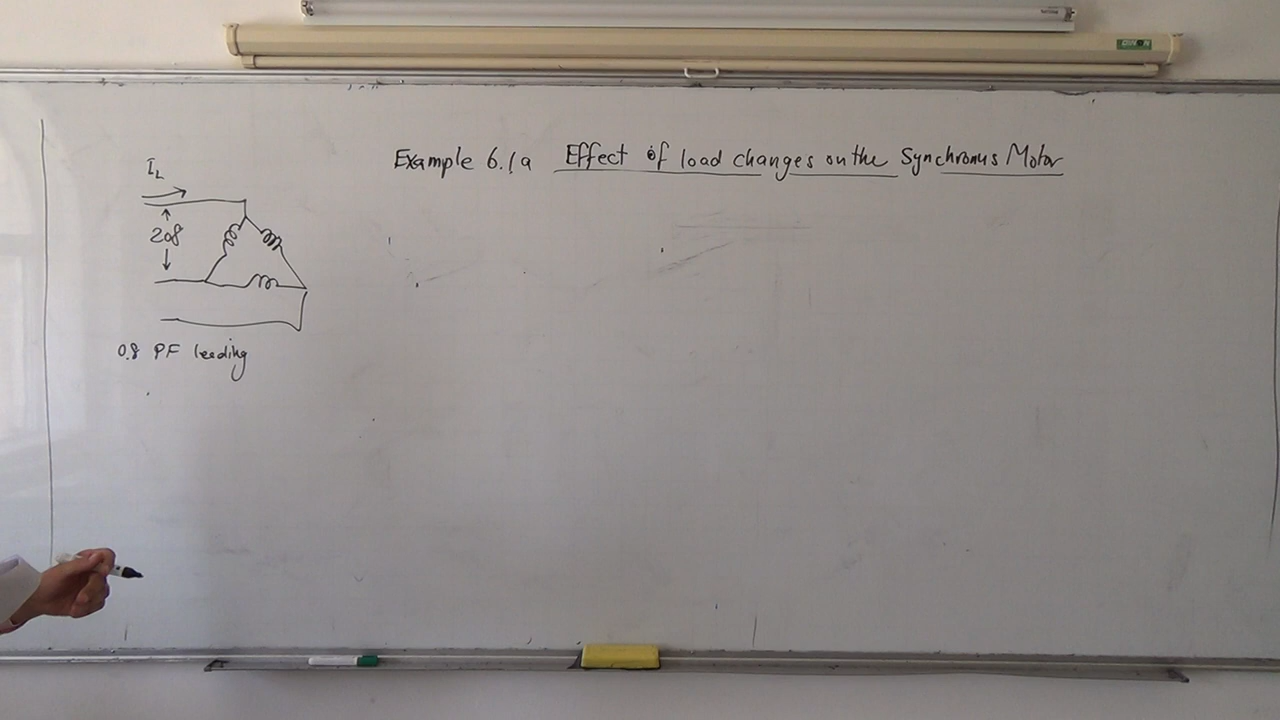 Example 6.1a Effect of load changes on the Synchronus Motor
I_L
208
0.8 PF leading